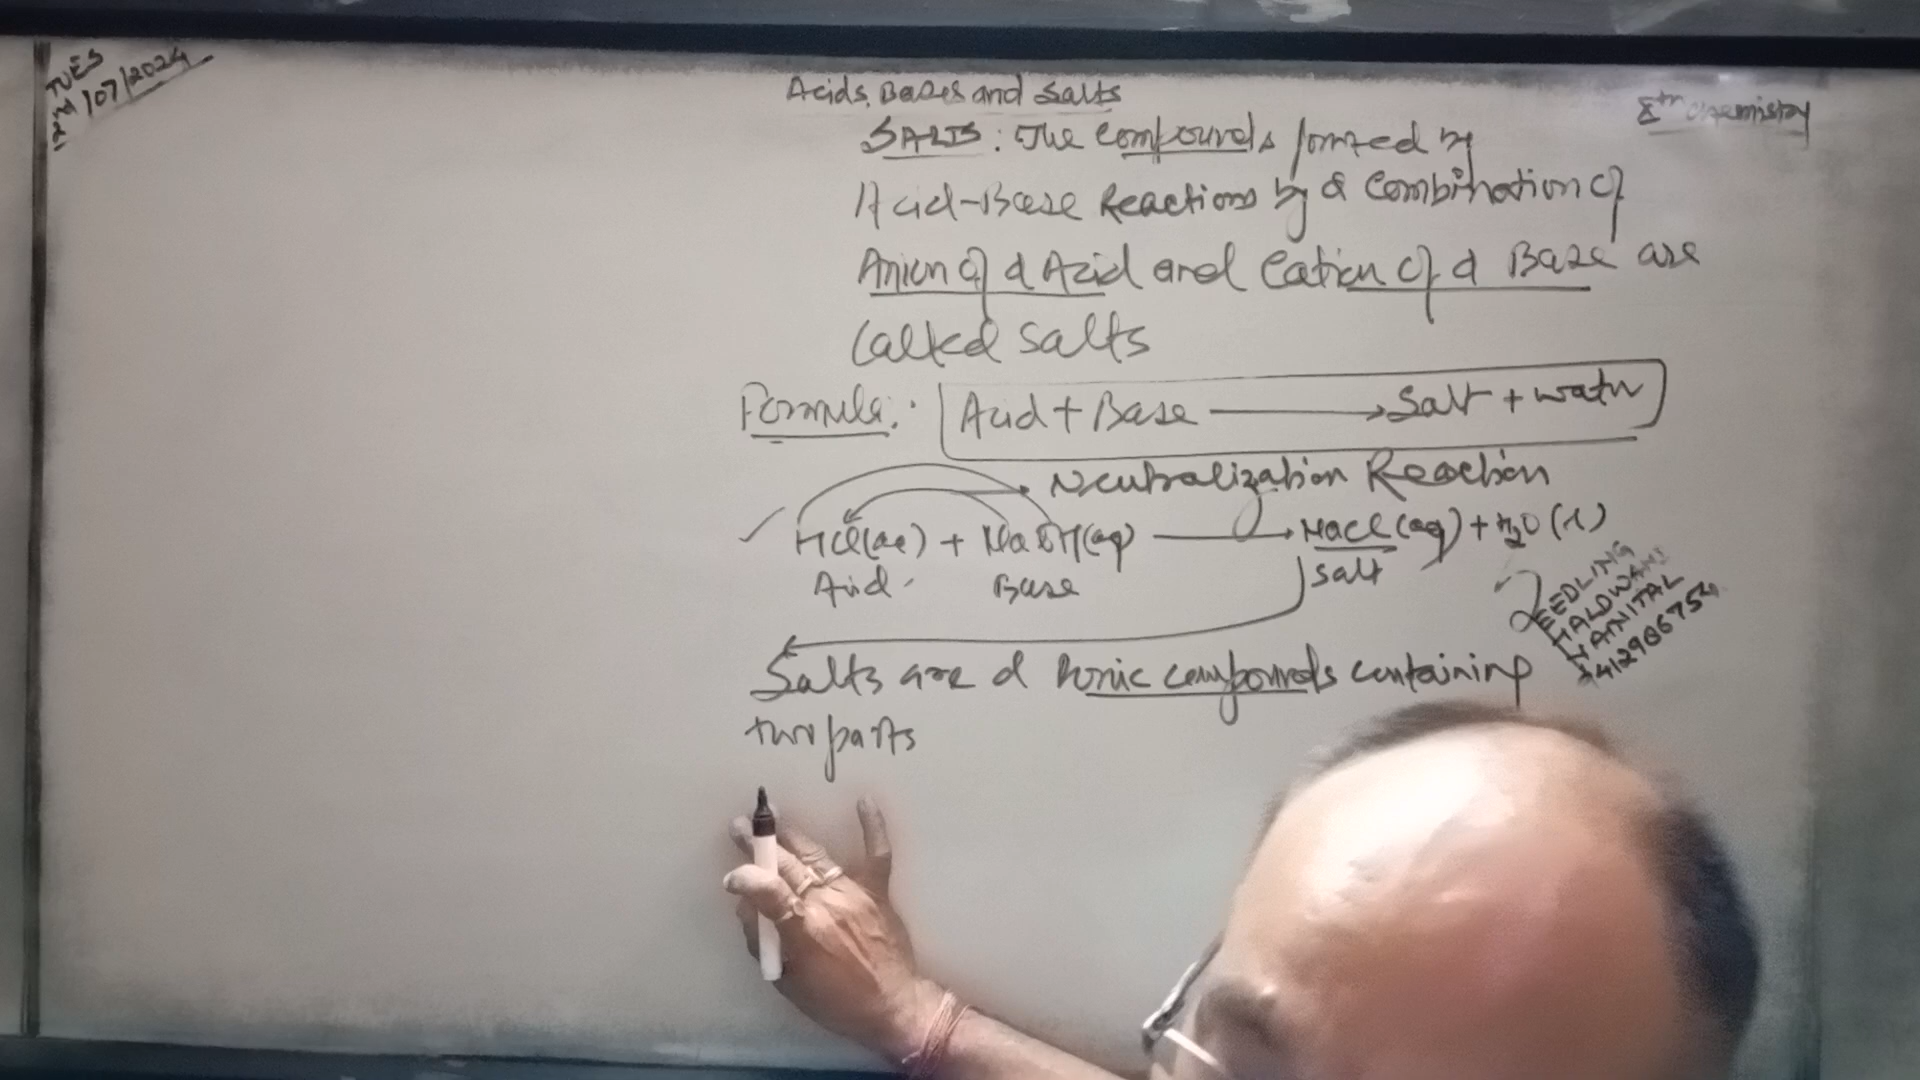 TUES
/07/2024
Acids, Bases and Salts
8th Chemistry
SALTS: The Compounds formed by
Acid-Base Reactions by a Combination of
Anion of a Acid and Cation of a Base are
Called Salts
Formula: Acid + Base → Salt + water
Neutralization Reaction
✓ HCl(aq) + NaOH(aq) → NaCl(aq) + H₂O(l)
Acid Base Salt
Salts are a Ionic compounds containing
two parts
EEDLING
HALDWANI
NAINITAL